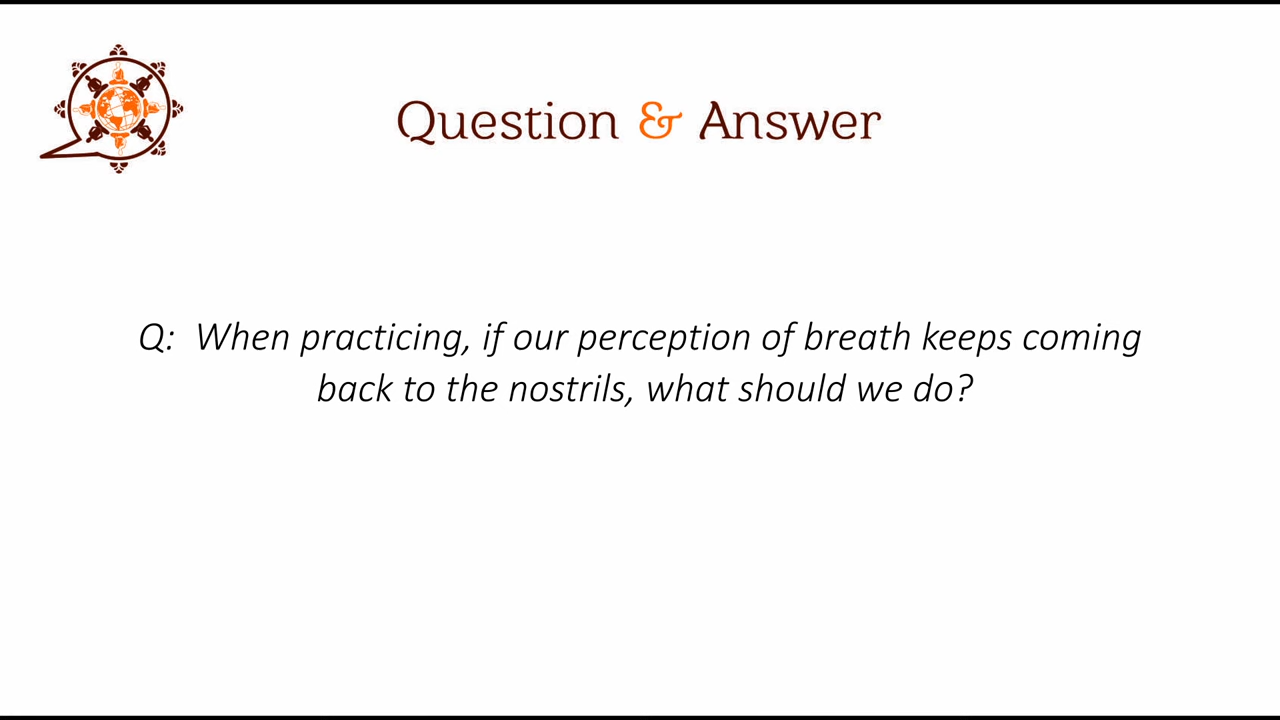 Question & Answer
Q: When practicing, if our perception of breath keeps coming
back to the nostrils, what should we do?